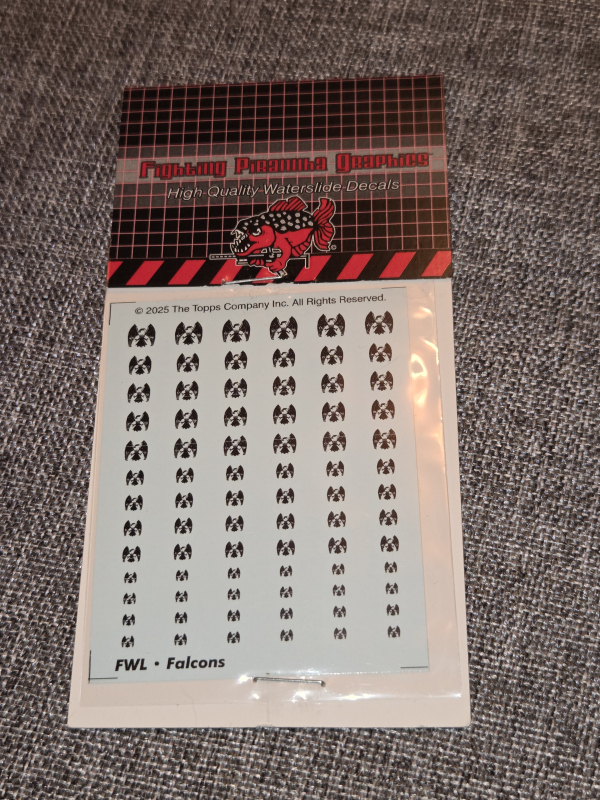 Fighting Piranha Graphics
High-Quality-Waterslide-Decals
©
© 2025 The Topps Company Inc. All Rights Reserved.
FWL • Falcons